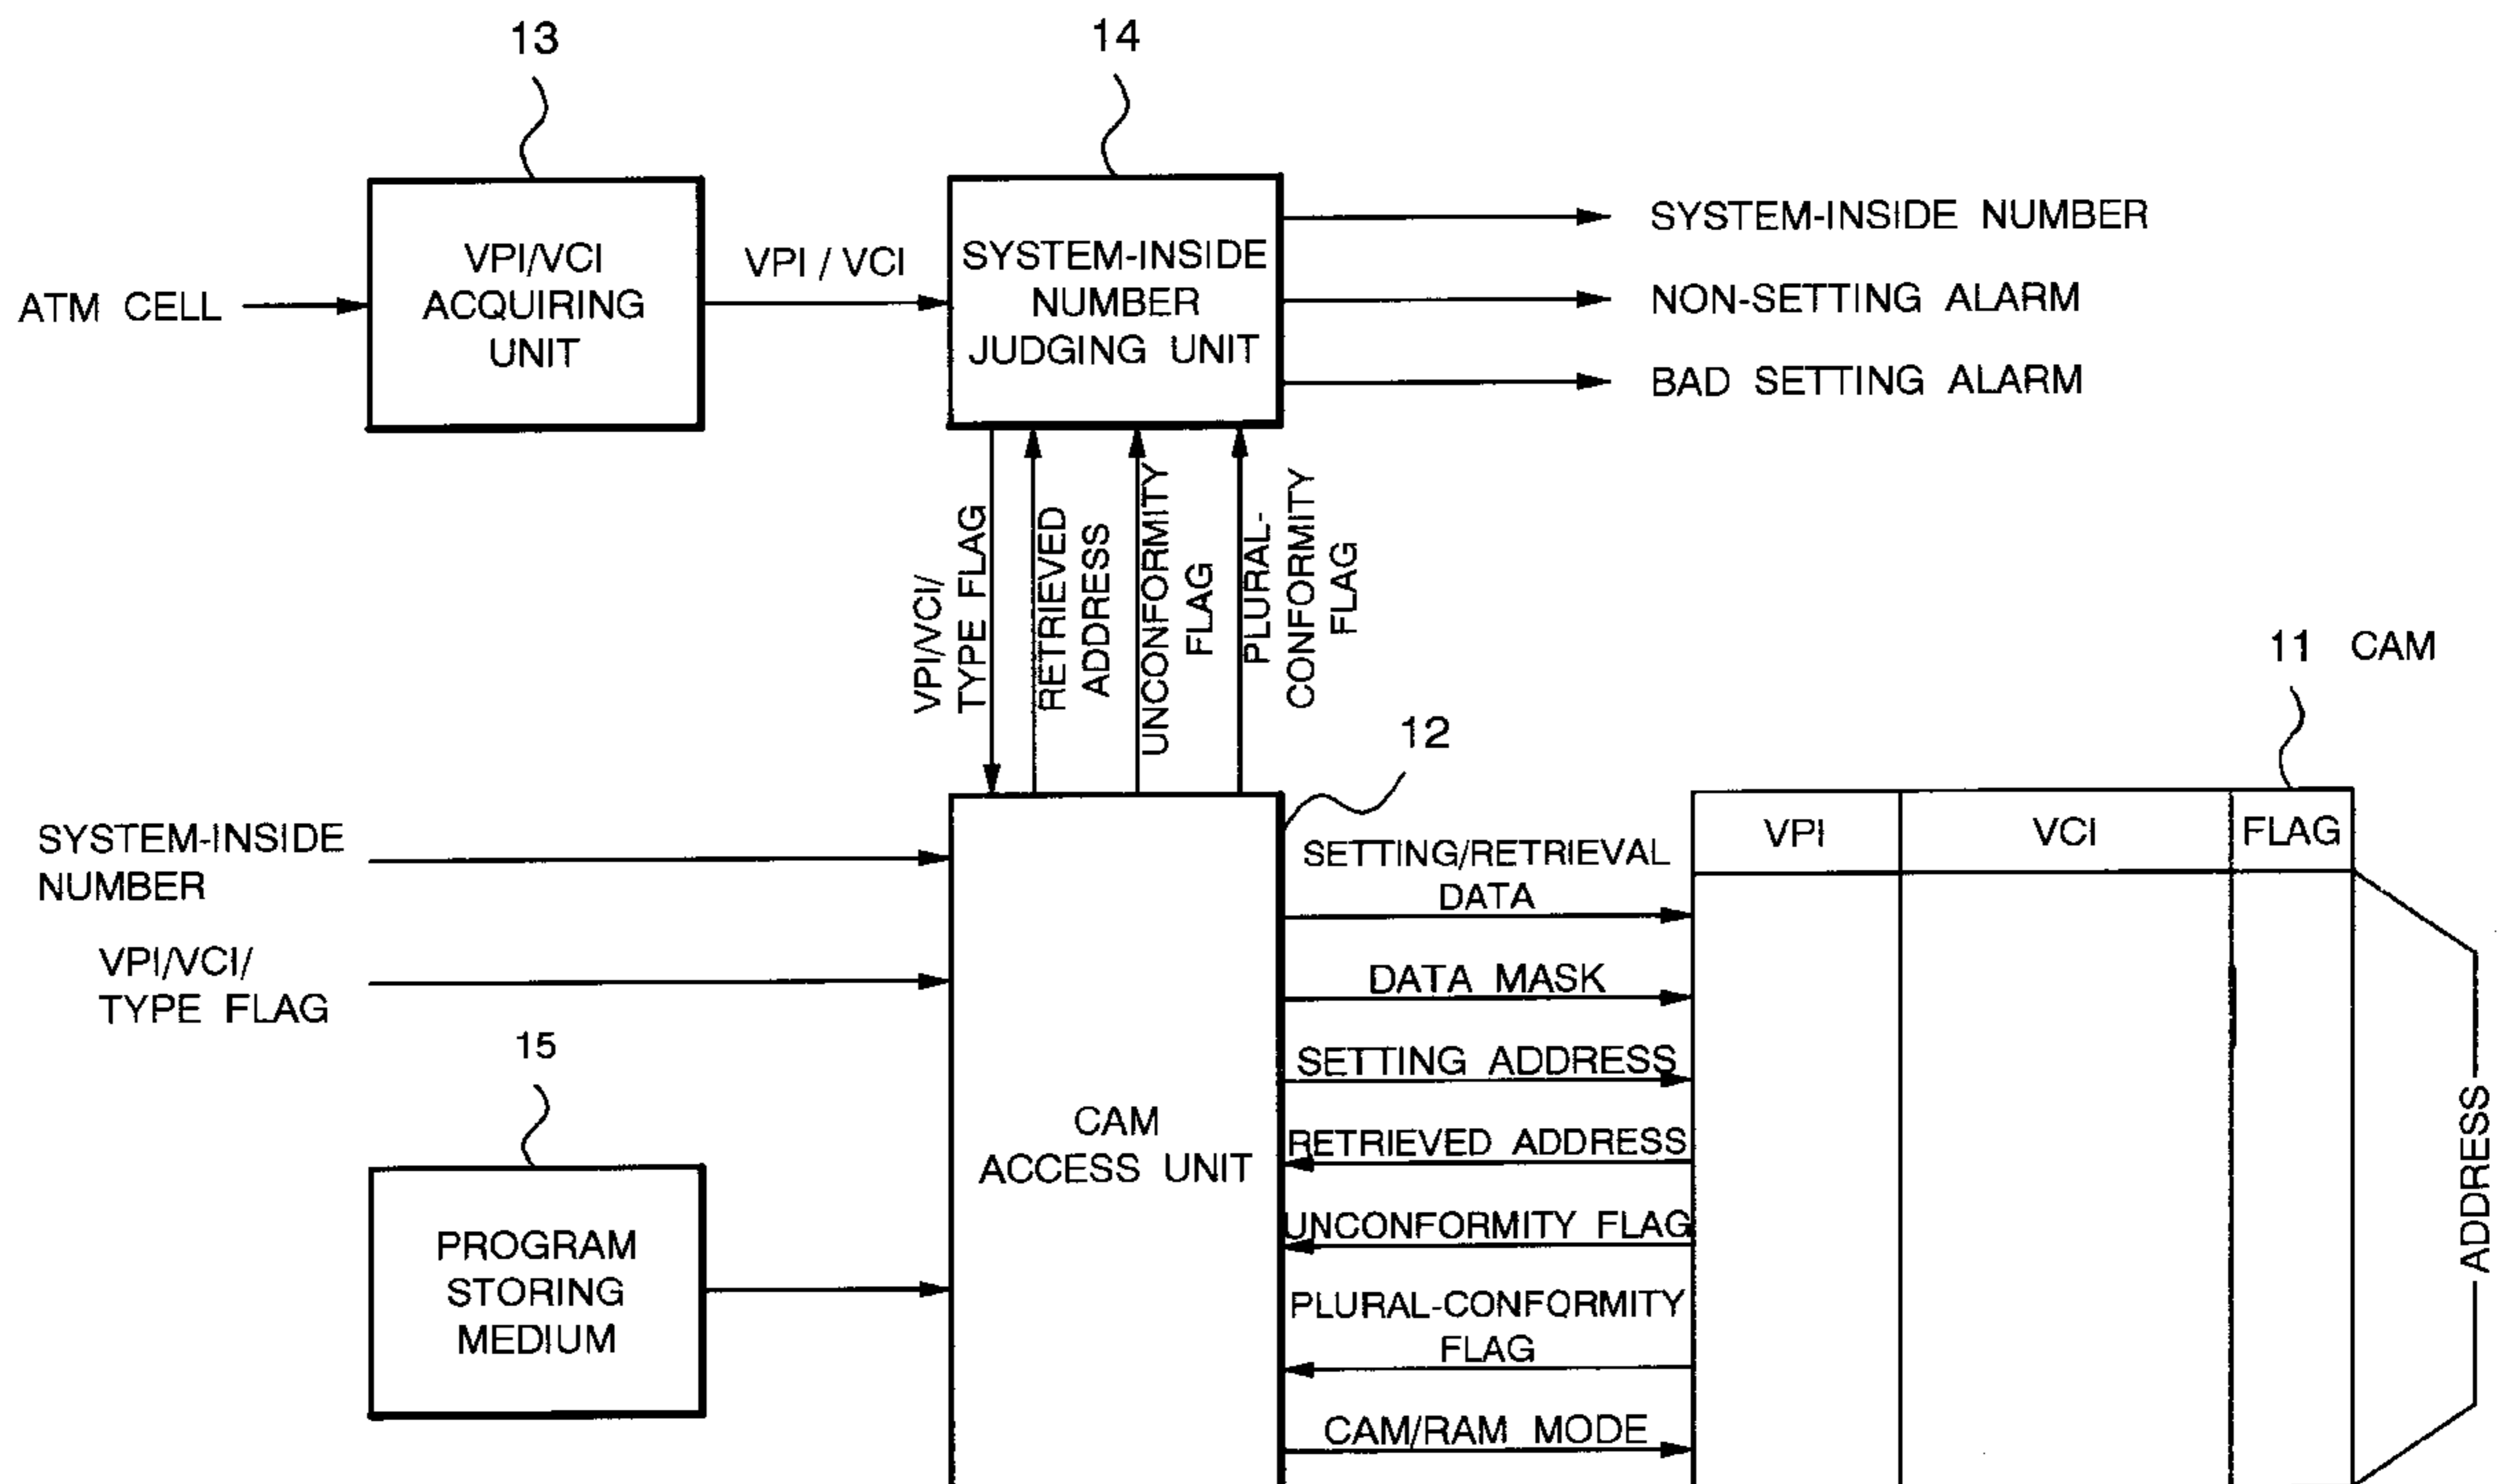 13
14
VPI/VCI
ACQUIRING
UNIT
ATM CELL
VPI / VCI
SYSTEM-INSIDE
NUMBER
JUDGING UNIT
SYSTEM-INSIDE NUMBER
NON-SETTING ALARM
BAD SETTING ALARM
VPI/VCI/
TYPE FLAG
RETRIEVED
ADDRESS
UNCONFORMITY
FLAG
PLURAL-
CONFORMITY
FLAG
11 CAM
12
SYSTEM-INSIDE
NUMBER
VPI/VCI/
TYPE FLAG
15
PROGRAM
STORING
MEDIUM
CAM
ACCESS UNIT
SETTING/RETRIEVAL
DATA
DATA MASK
SETTING ADDRESS
RETRIEVED ADDRESS
UNCONFORMITY FLAG
PLURAL-CONFORMITY
FLAG
CAM/RAM MODE
VPI
VCI
FLAG
ADDRESS